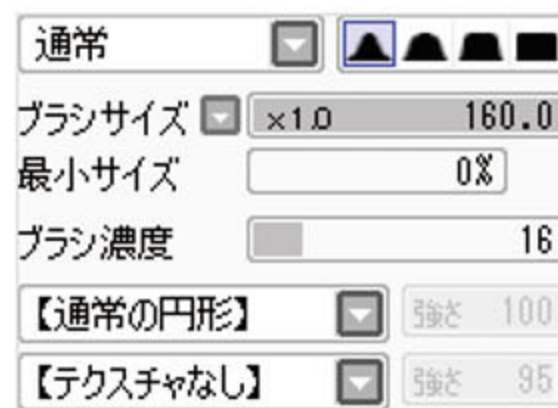 通常
ブラシサイズ ×1.0 160.0
最小サイズ 0%
ブラシ濃度 16
【通常の円形】 強さ 100
【テクスチャなし】 強さ 95